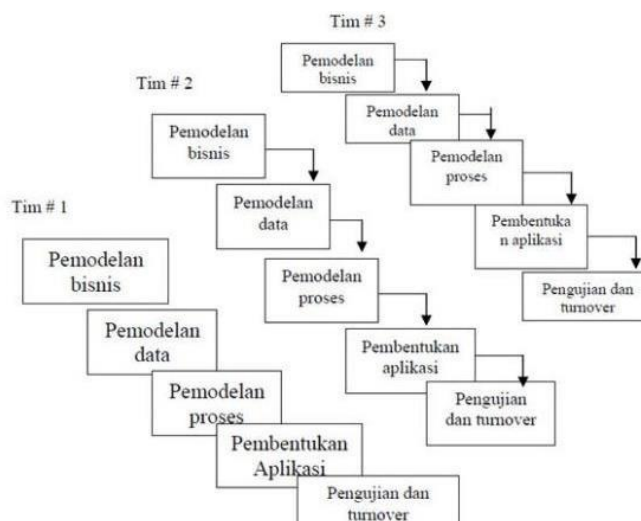 Tim # 3
Pemodelan
bisnis
Pemodelan
data
Pemodelan
proses
Pembentuka
n aplikasi
Pengujian dan
turnover
Tim # 2
Pemodelan
bisnis
Pemodelan
data
Pemodelan
proses
Pembentukan
aplikasi
Pengujian
dan turnover
Tim # 1
Pemodelan
bisnis
Pemodelan
data
Pemodelan
proses
Pembentukan
Aplikasi
Pengujian dan
turnover